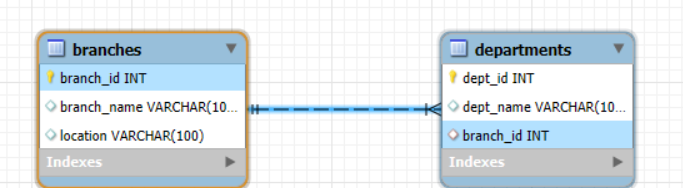 branches
branch_id INT
branch_name VARCHAR(10...
location VARCHAR(100)
Indexes
departments
dept_id INT
dept_name VARCHAR(10...
branch_id INT
Indexes